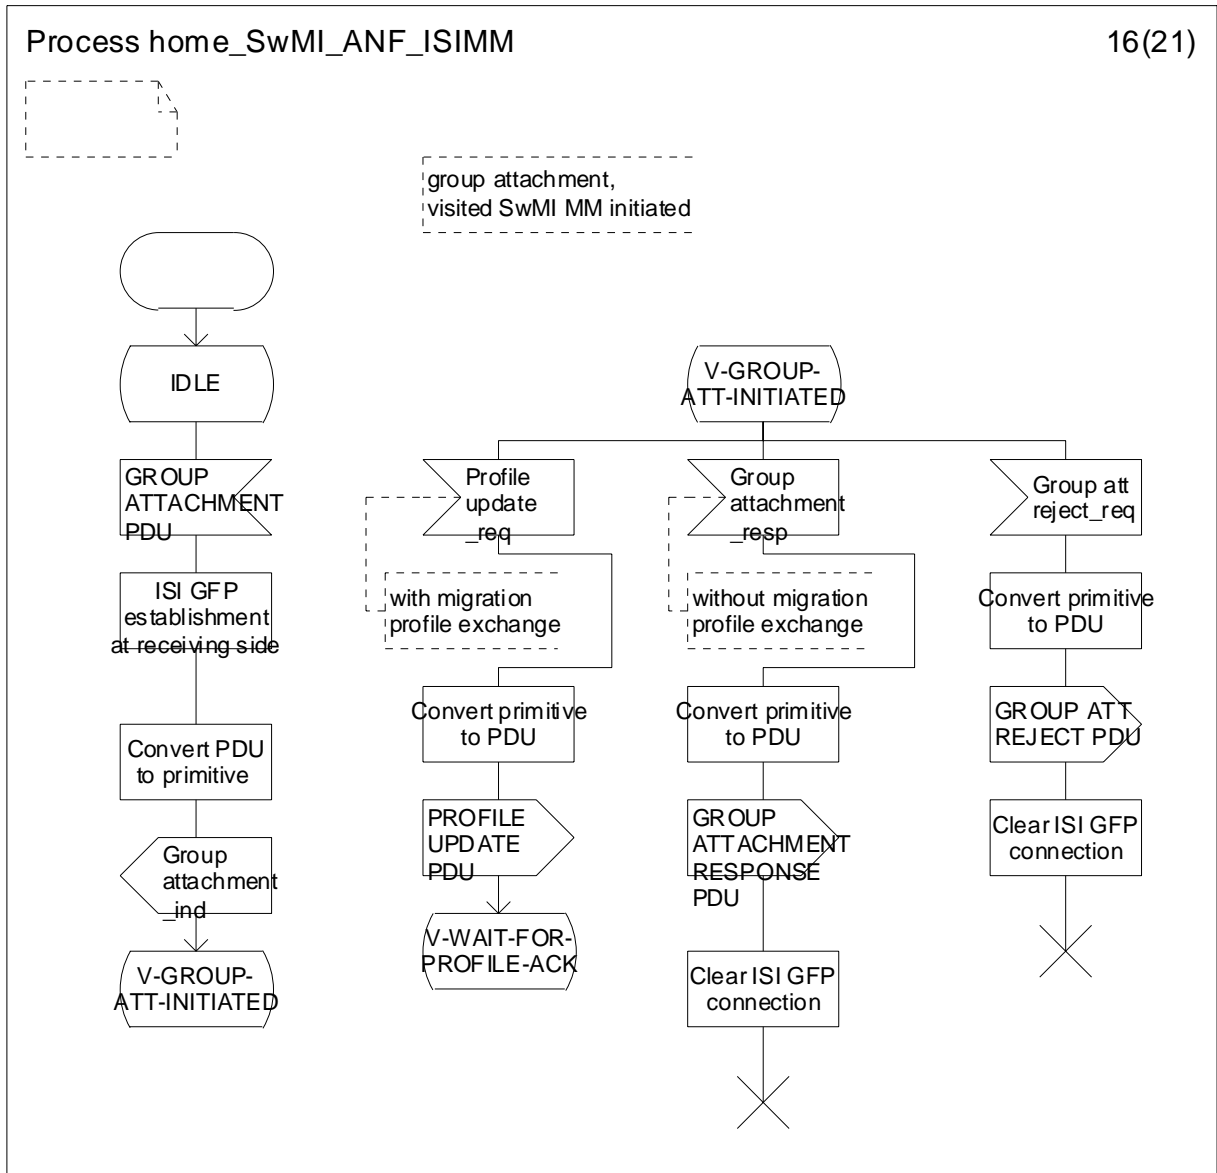 Process home_SwMI_ANF_ISIMM
16(21)
group attachment,
visited SwMI MM initiated
IDLE
GROUP
ATTACHMENT
PDU
ISI GFP
establishment
at receiving side
Convert PDU
to primitive
Group
attachment
_ind
V-GROUP-
ATT-INITIATED
V-GROUP-
ATT-INITIATED
Profile
update
_req
with migration
profile exchange
Convert primitive
to PDU
PROFILE
UPDATE
PDU
V-WAIT-FOR-
PROFILE-ACK
Group
attachment
_resp
without migration
profile exchange
Convert primitive
to PDU
GROUP
ATTACHMENT
RESPONSE
PDU
Clear ISI GFP
connection
Group att
reject_req
Convert primitive
to PDU
GROUP ATT
REJECT PDU
Clear ISI GFP
connection